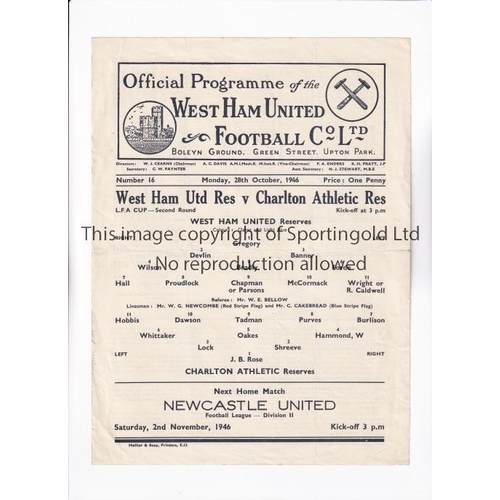 Official Programme of the
WEST HAM UNITED
FOOTBALL CO LTD
BOLEYN GROUND, GREEN STREET, UPTON PARK.
Directors: W. J. CEARNS (Chairman) A. C. DAVIS A.M.I.Mech.E. M.Inst.R. (Vice-Chairman) F. A. ENDERS R. H. PRATT, J.P
Secretary: C. W. PAYNTER Asst. Secretary: N. J. STEWART, M.B.E
Number 16 Monday, 28th October, 1946 Price: One Penny
West Ham Utd Res v Charlton Athletic Res
L.F.A CUP — Second Round Kick-off at 3 p.m
WEST HAM UNITED Reserves
RIGHT LEFT
This image copyright of Sportingold Ltd
Gregory
2 3
Devlin Banner
No reproduction allowed
4
Wilson
7 8 9 10 11
Hall Proudlock Chapman McCormack Wright or
or Parsons R. Caldwell
Referee: Mr. W. E. BELLOW
Linesmen: Mr. W. G. NEWCOMBE (Red Stripe Flag) and Mr. C. CAKEBREAD (Blue Stripe Flag)
11 10 9 8 7
Hobbis Dawson Tadman Purves Burlison
6 5 4
Whittaker Oakes Hammond, W
3 2
Lock Shreeve
LEFT 1 RIGHT
J. B. Rose
CHARLTON ATHLETIC Reserves
Next Home Match
NEWCASTLE UNITED
Football League — Division II
Saturday, 2nd November, 1946 Kick-off 3 p.m
Helliar & Sons, Printers, E.13